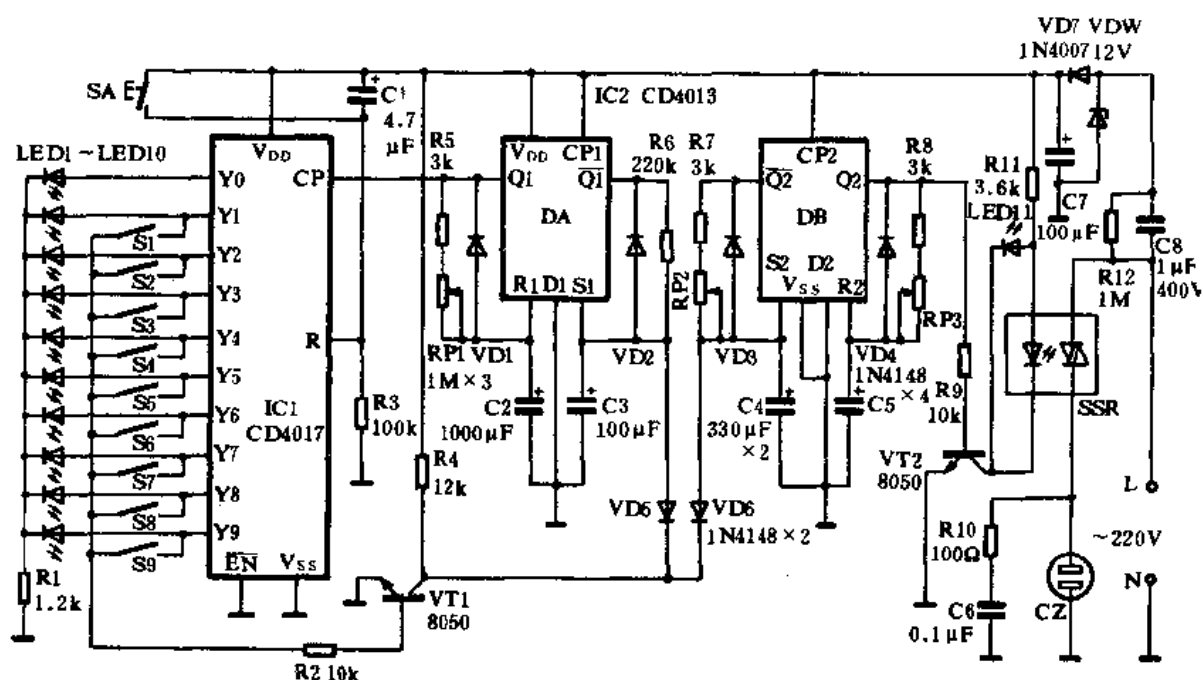 VD7 VDW
1N4007 12V
SA
C1
4.7
μF
IC2 CD4013
LED1~LED10
VDD
Y0
CP
Y1
Y2
Y3
Y4
R
Y5
Y6
Y7
Y8
Y9
IC1
CD4017
EN
VSS
S1
S2
S3
S4
S5
S6
S7
S8
S9
R1
1.2k
R2 10k
R3
100k
R4
12k
VT1
8050
R5
3k
VDD CP1
Q1
Q1
DA
R1 D1 S1
RP1
1M×3
VD1
C2
1000μF
C3
100μF
R6
220k
VD2
R7
3k
RP2
VD3
CP2
Q2
Q2
DB
S2 D2
VSS R2
R8
3k
RP3
VD4
1N4148
×4
C4
330μF
×2
C5
VD5
VD6
1N4148×2
R9
10k
VT2
8050
R11
3.6k
LED11
C7
100μF
R12
1M
C8
1μF
400V
SSR
R10
100Ω
C6
0.1μF
CZ
L
~220V
N